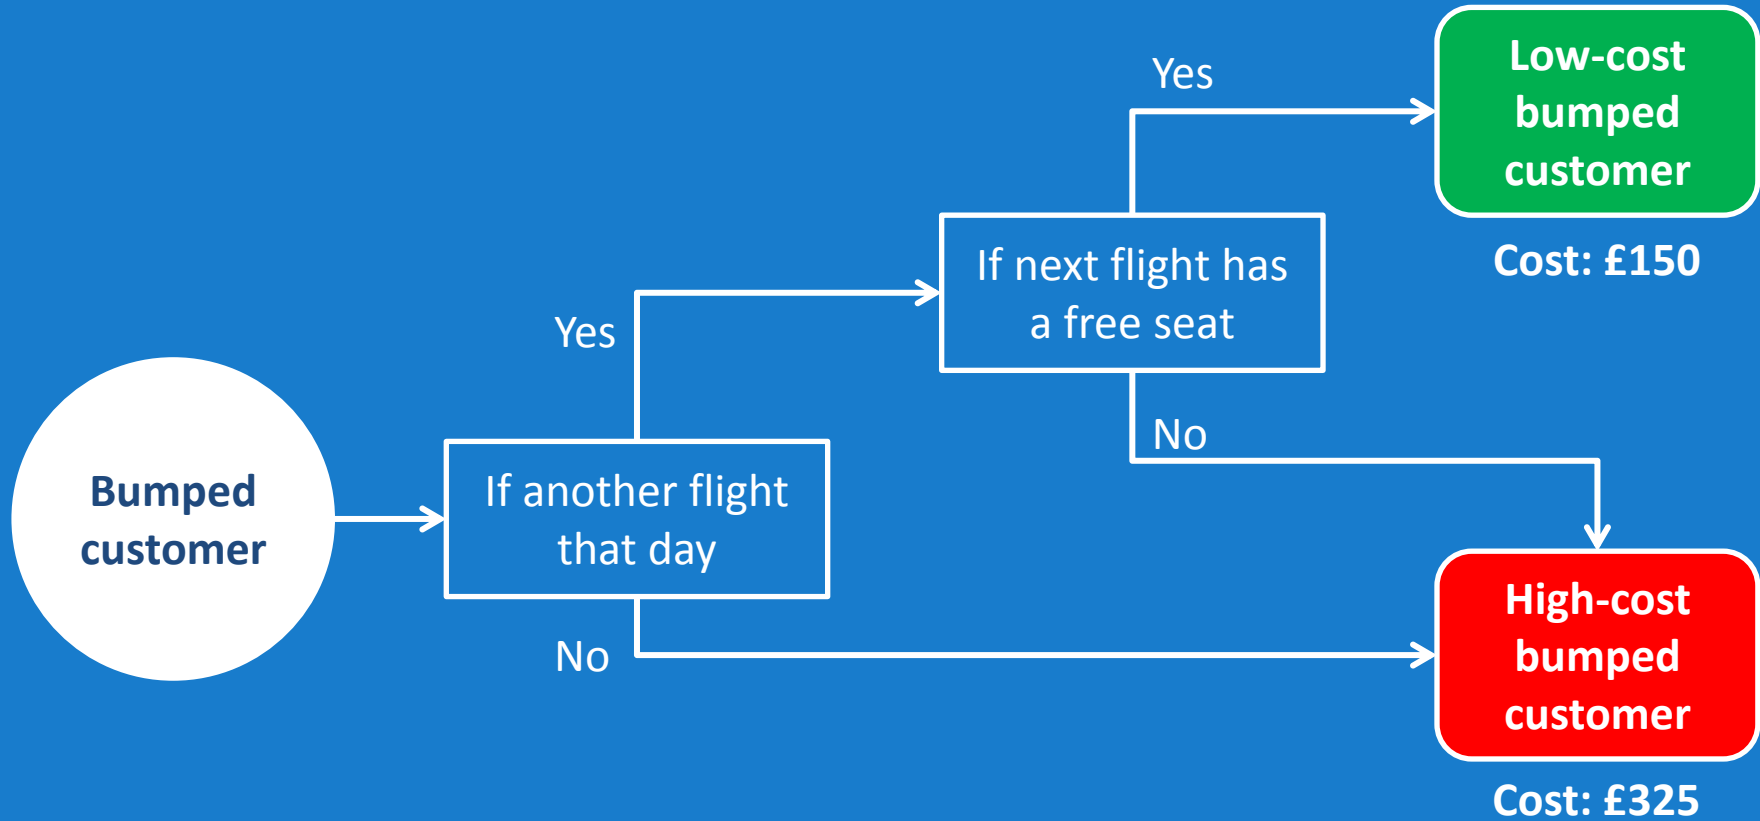 Bumped
customer
If another flight
that day
Yes
No
If next flight has
a free seat
Yes
No
Low-cost
bumped
customer
Cost: £150
High-cost
bumped
customer
Cost: £325